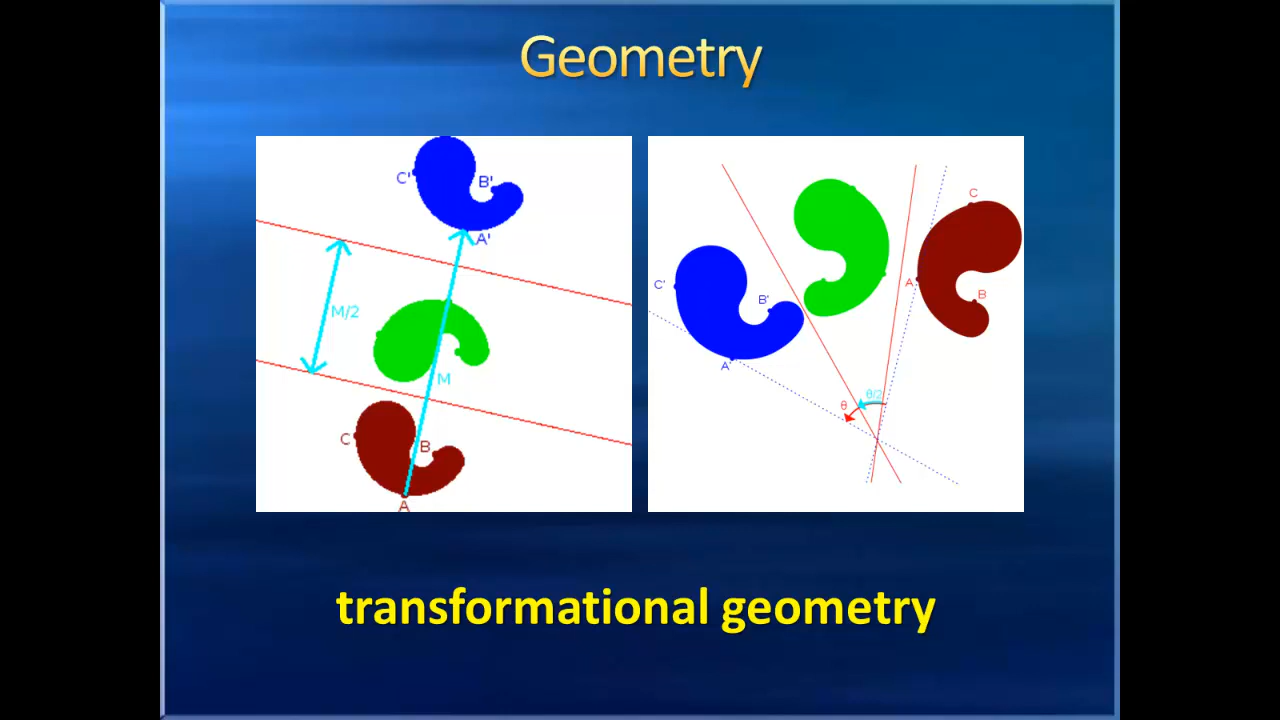 Geometry
C'
B'
A'
M/2
M
C
B
A
C
A
B
C'
B'
A'
θ
θ/2
transformational geometry